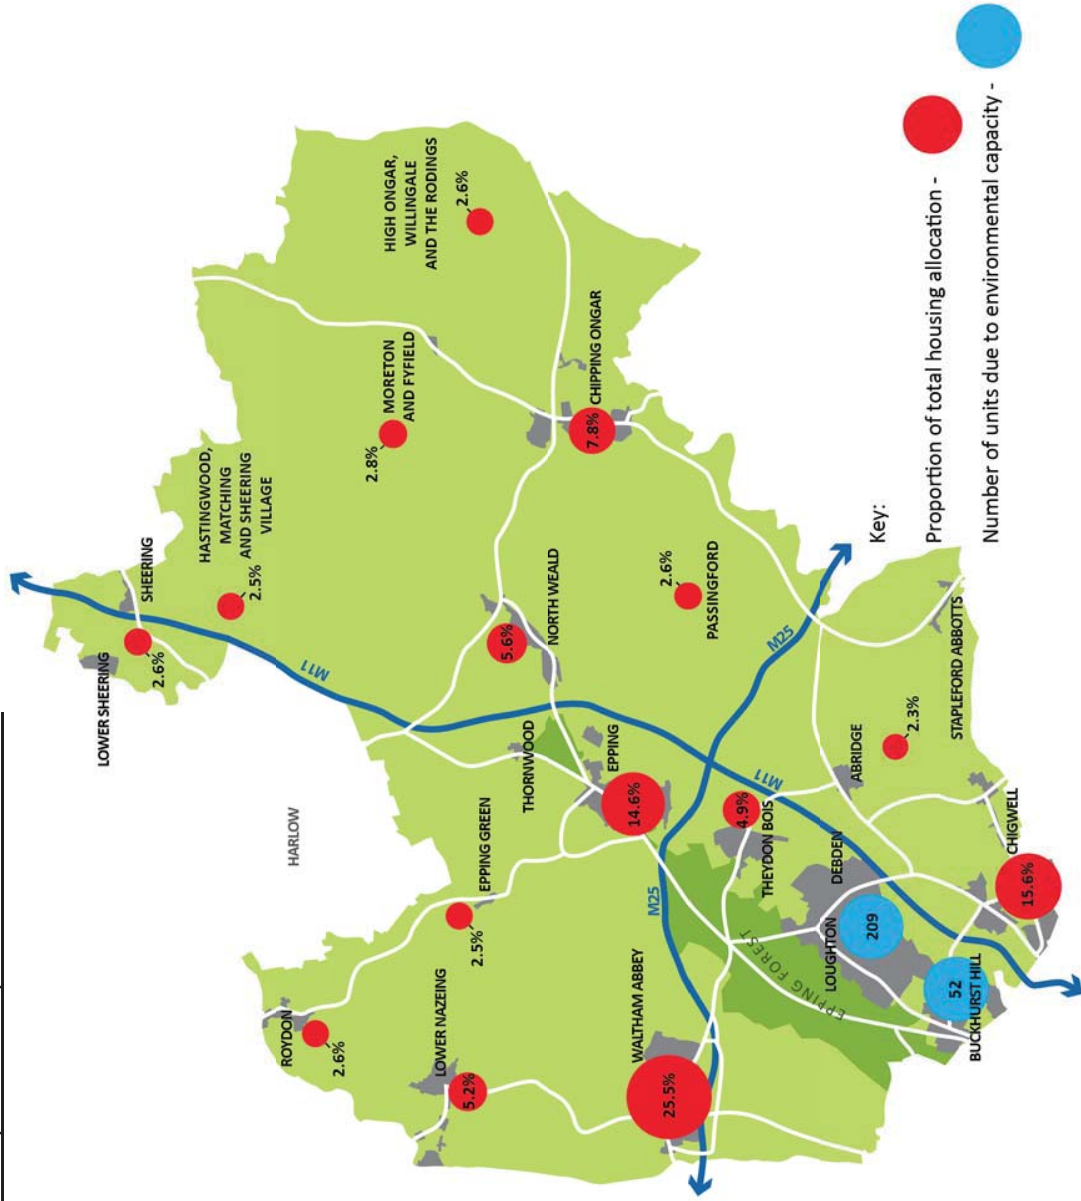 LOWER SHEERING
SHEERING
2.6%
HASTINGWOOD,
MATCHING
AND SHEERING
VILLAGE
2.5%
M11
HARLOW
HIGH ONGAR,
WILLINGALE
AND THE RODINGS
2.6%
MORETON
AND FYFIELD
2.8%
CHIPPING ONGAR
7.8%
NORTH WEALD
5.6%
THORNWOOD
EPPING
14.6%
EPPING GREEN
2.5%
ROYDON
2.6%
LOWER NAZEING
5.2%
WALTHAM ABBEY
25.5%
M25
EPPING FOREST
PASSINGFORD
2.6%
M25
M11
THEYDON BOIS
4.9%
DEBDEN
LOUGHTON
209
BUCKHURST HILL
52
CHIGWELL
15.6%
ABRIDGE
2.3%
STAPLEFORD ABBOTTS
Key:
Proportion of total housing allocation -
Number of units due to environmental capacity -